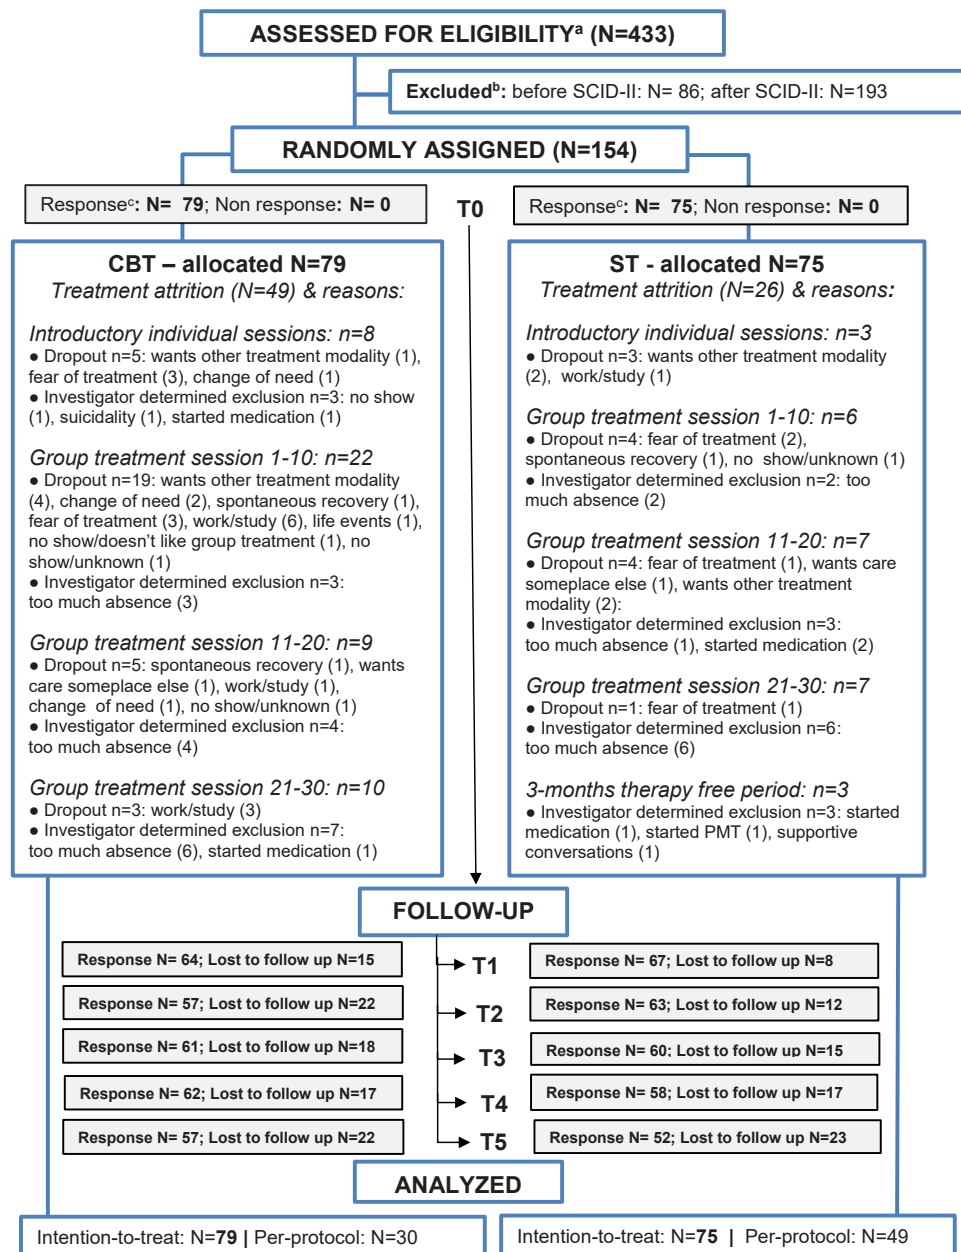 ASSESSED FOR ELIGIBILITYᵃ (N=433)
Excludedᵇ: before SCID-II: N= 86; after SCID-II: N=193
RANDOMLY ASSIGNED (N=154)
Responseᶜ: N= 79; Non response: N= 0
T0
Responseᶜ: N= 75; Non response: N= 0
CBT – allocated N=79
Treatment attrition (N=49) & reasons:
Introductory individual sessions: n=8
● Dropout n=5: wants other treatment modality (1),
fear of treatment (3), change of need (1)
● Investigator determined exclusion n=3: no show
(1), suicidality (1), started medication (1)
Group treatment session 1-10: n=22
● Dropout n=19: wants other treatment modality
(4), change of need (2), spontaneous recovery (1),
fear of treatment (3), work/study (6), life events (1),
no show/doesn't like group treatment (1), no
show/unknown (1)
● Investigator determined exclusion n=3:
too much absence (3)
Group treatment session 11-20: n=9
● Dropout n=5: spontaneous recovery (1), wants
care someplace else (1), work/study (1),
change of need (1), no show/unknown (1)
● Investigator determined exclusion n=4:
too much absence (4)
Group treatment session 21-30: n=10
● Dropout n=3: work/study (3)
● Investigator determined exclusion n=7:
too much absence (6), started medication (1)
ST - allocated N=75
Treatment attrition (N=26) & reasons:
Introductory individual sessions: n=3
● Dropout n=3: wants other treatment modality
(2), work/study (1)
Group treatment session 1-10: n=6
● Dropout n=4: fear of treatment (2),
spontaneous recovery (1), no show/unknown (1)
● Investigator determined exclusion n=2: too
much absence (2)
Group treatment session 11-20: n=7
● Dropout n=4: fear of treatment (1), wants care
someplace else (1), wants other treatment
modality (2):
● Investigator determined exclusion n=3:
too much absence (1), started medication (2)
Group treatment session 21-30: n=7
● Dropout n=1: fear of treatment (1)
● Investigator determined exclusion n=6:
too much absence (6)
3-months therapy free period: n=3
● Investigator determined exclusion n=3: started
medication (1), started PMT (1), supportive
conversations (1)
FOLLOW-UP
Response N= 64; Lost to follow up N=15
T1
Response N= 67; Lost to follow up N=8
Response N= 57; Lost to follow up N=22
T2
Response N= 63; Lost to follow up N=12
Response N= 61; Lost to follow up N=18
T3
Response N= 60; Lost to follow up N=15
Response N= 62; Lost to follow up N=17
T4
Response N= 58; Lost to follow up N=17
Response N= 57; Lost to follow up N=22
T5
Response N= 52; Lost to follow up N=23
ANALYZED
Intention-to-treat: N=79 | Per-protocol: N=30
Intention-to-treat: N=75 | Per-protocol: N=49